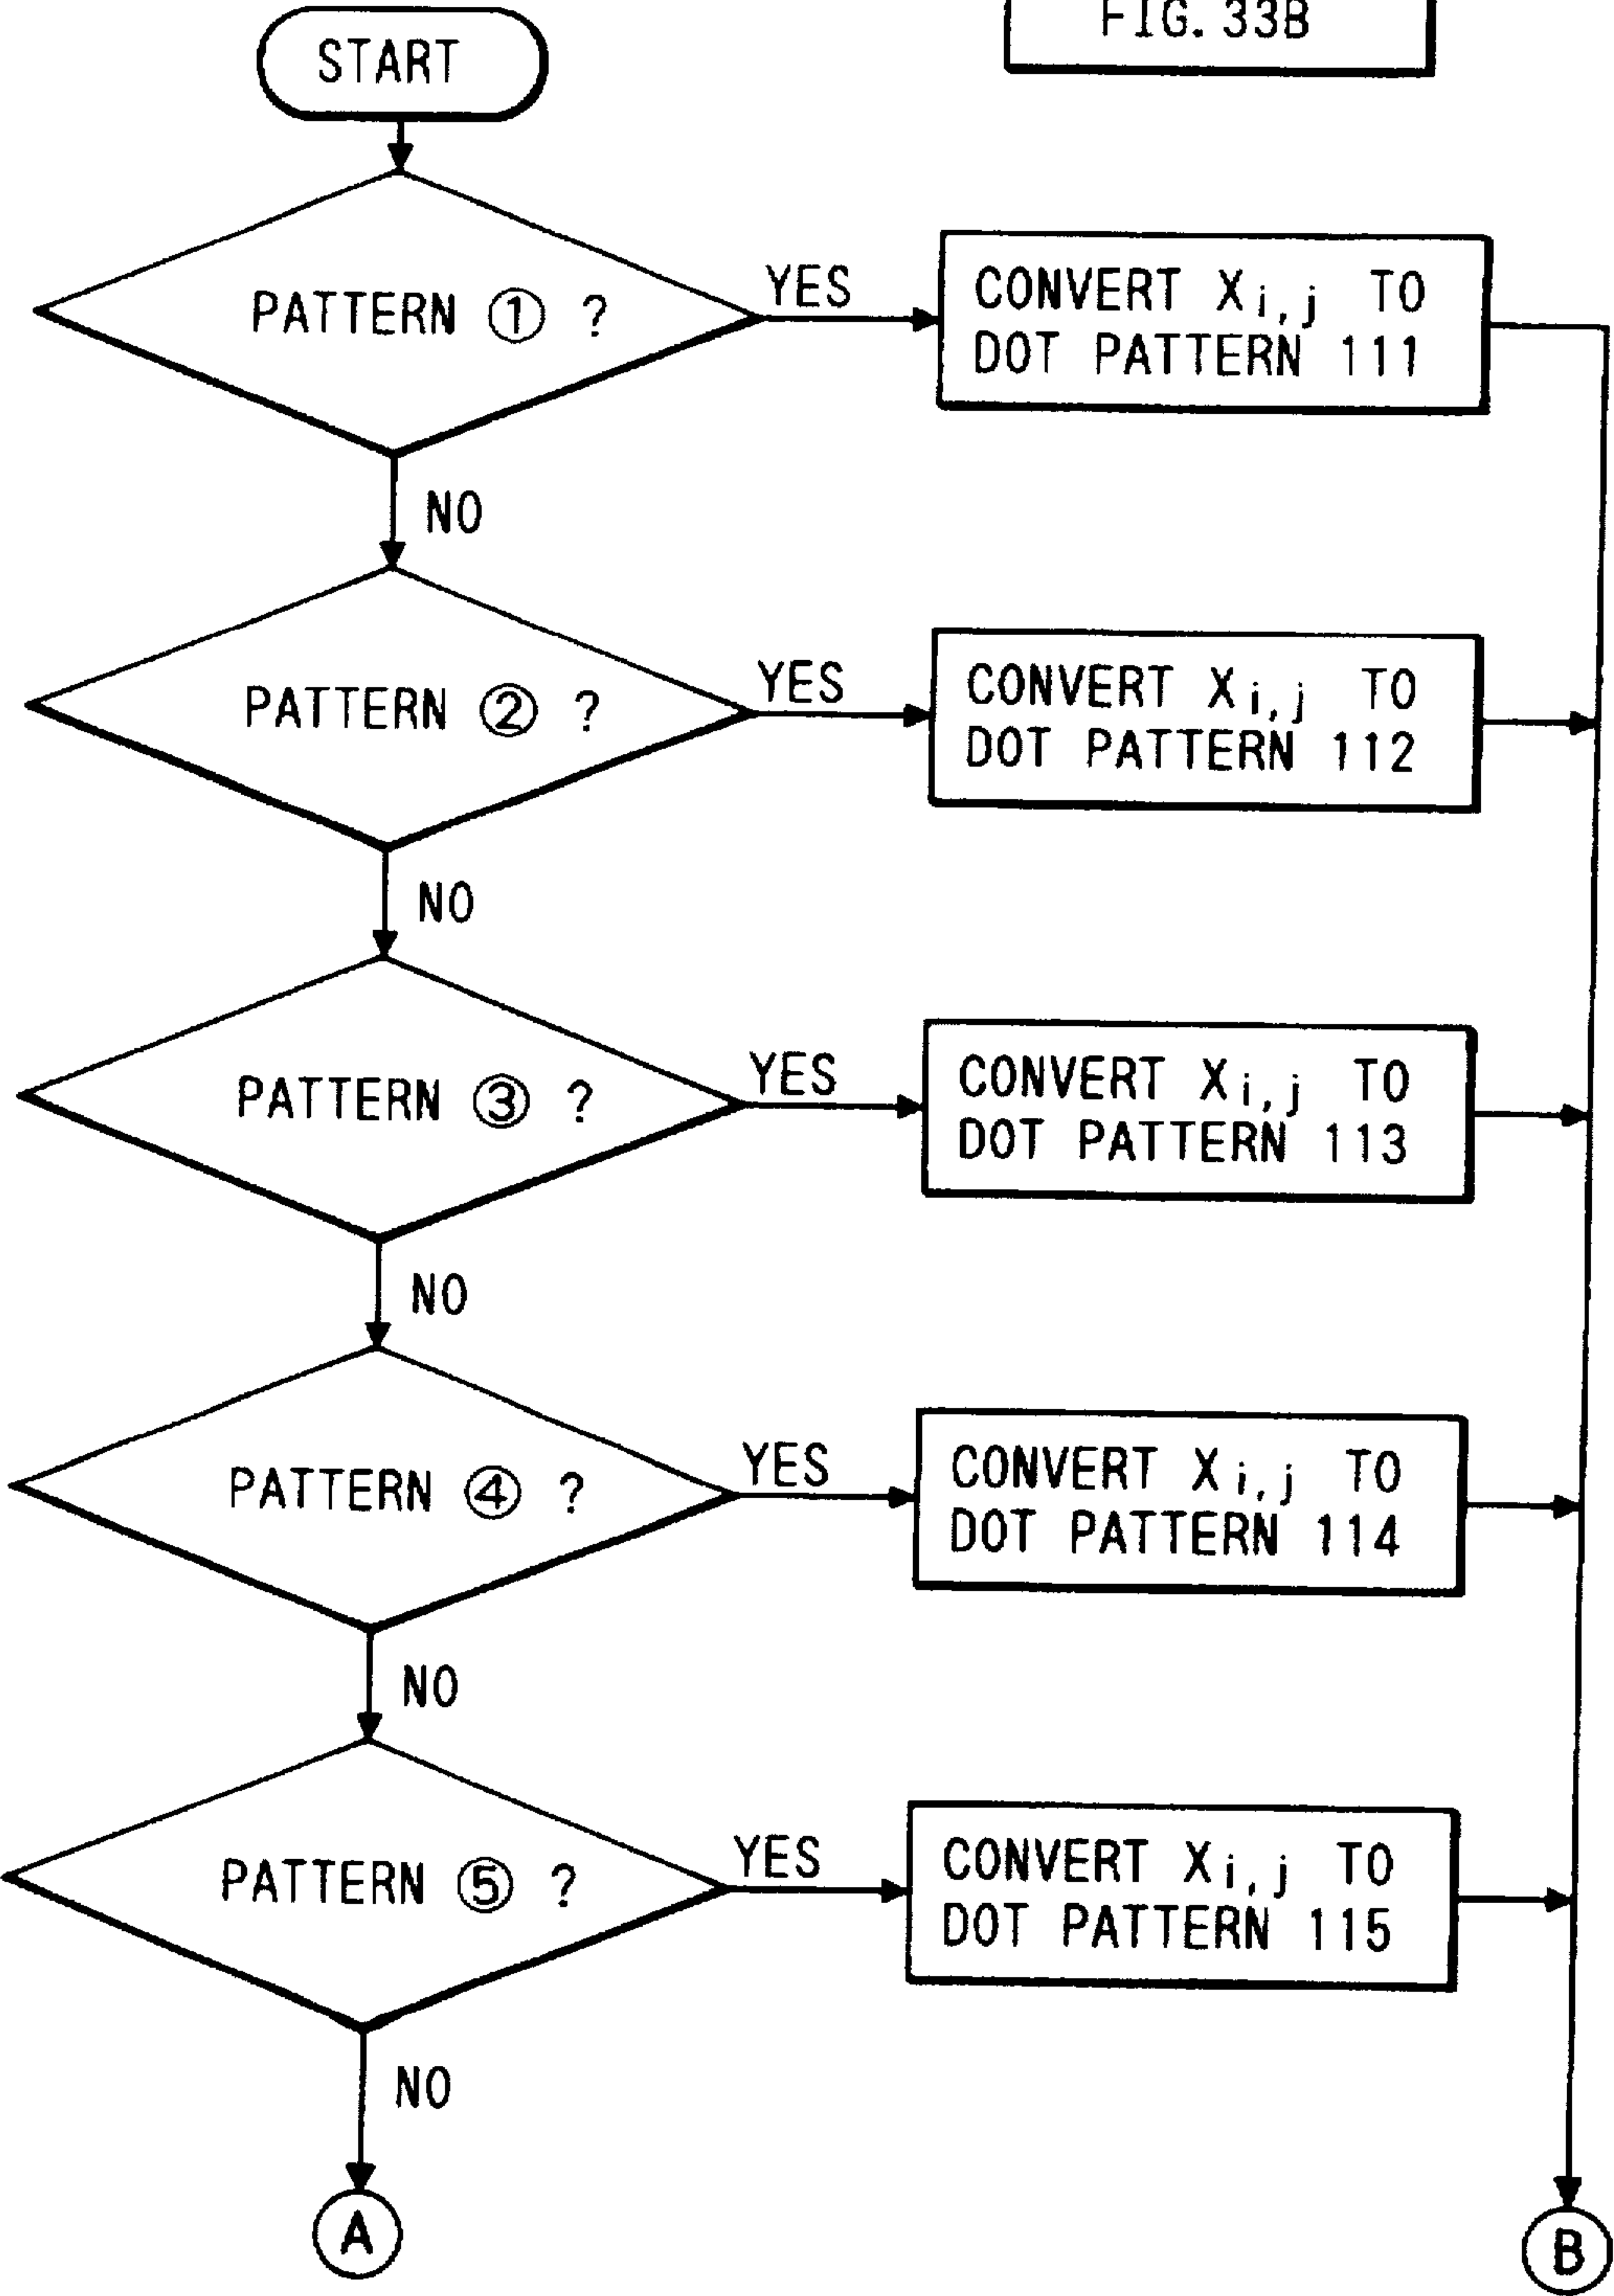 FIG. 33B
START
PATTERN ① ?
YES
CONVERT Xi,j TO
DOT PATTERN 111
NO
PATTERN ② ?
YES
CONVERT Xi,j TO
DOT PATTERN 112
NO
PATTERN ③ ?
YES
CONVERT Xi,j TO
DOT PATTERN 113
NO
PATTERN ④ ?
YES
CONVERT Xi,j TO
DOT PATTERN 114
NO
PATTERN ⑤ ?
YES
CONVERT Xi,j TO
DOT PATTERN 115
NO
A
B